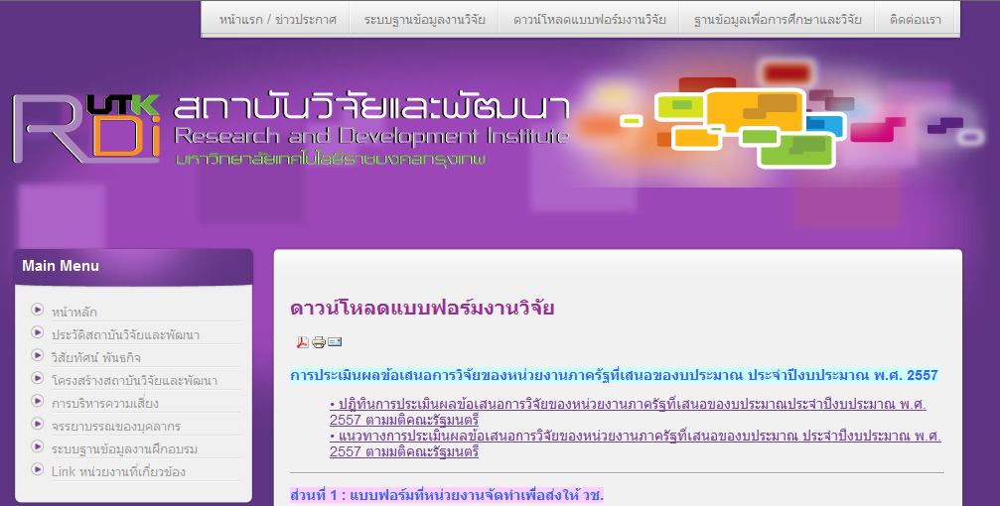 หน้าแรก / ข่าวประกาศ ระบบฐานข้อมูลงานวิจัย ดาวน์โหลดแบบฟอร์มงานวิจัย ฐานข้อมูลเพื่อการศึกษาและวิจัย ติดต่อเรา
RDi UTK
สถาบันวิจัยและพัฒนา
Research and Development Institute
มหาวิทยาลัยเทคโนโลยีราชมงคลกรุงเทพ
Main Menu
หน้าหลัก
ประวัติสถาบันวิจัยและพัฒนา
วิสัยทัศน์ พันธกิจ
โครงสร้างสถาบันวิจัยและพัฒนา
การบริหารความเสี่ยง
จรรยาบรรณของบุคลากร
ระบบฐานข้อมูลงานฝึกอบรม
Link หน่วยงานที่เกี่ยวข้อง
ดาวน์โหลดแบบฟอร์มงานวิจัย
การประเมินผลข้อเสนอการวิจัยของหน่วยงานภาครัฐที่เสนอของบประมาณ ประจำปีงบประมาณ พ.ศ. 2557
• ปฏิทินการประเมินผลข้อเสนอการวิจัยของหน่วยงานภาครัฐที่เสนอของบประมาณประจำปีงบประมาณ พ.ศ.
2557 ตามมติคณะรัฐมนตรี
• แนวทางการประเมินผลข้อเสนอการวิจัยของหน่วยงานภาครัฐที่เสนอของบประมาณ ประจำปีงบประมาณ พ.ศ.
2557 ตามมติคณะรัฐมนตรี
ส่วนที่ 1 : แบบฟอร์มที่หน่วยงานจัดทำเพื่อส่งให้ วช.